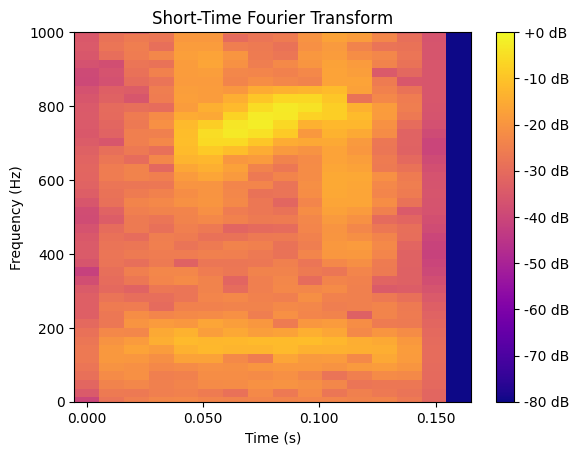 Short-Time Fourier Transform
1000
800
600
400
200
0
Frequency (Hz)
0.000
0.050
0.100
0.150
Time (s)
+0 dB
-10 dB
-20 dB
-30 dB
-40 dB
-50 dB
-60 dB
-70 dB
-80 dB